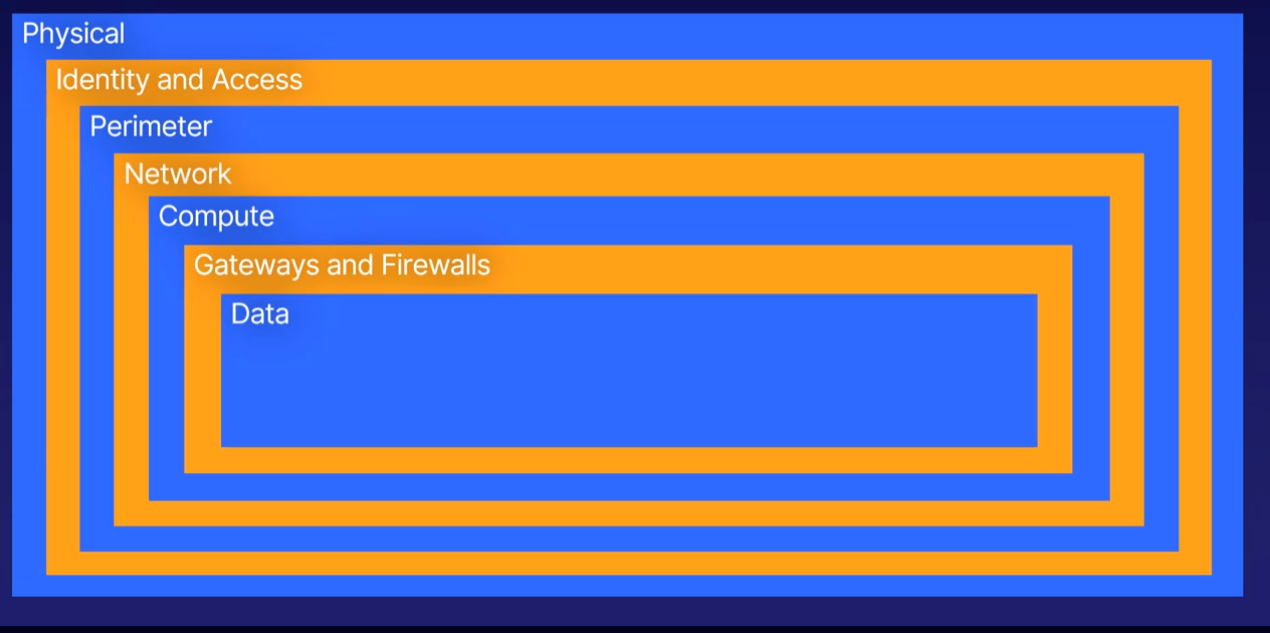 Physical
Identity and Access
Perimeter
Network
Compute
Gateways and Firewalls
Data